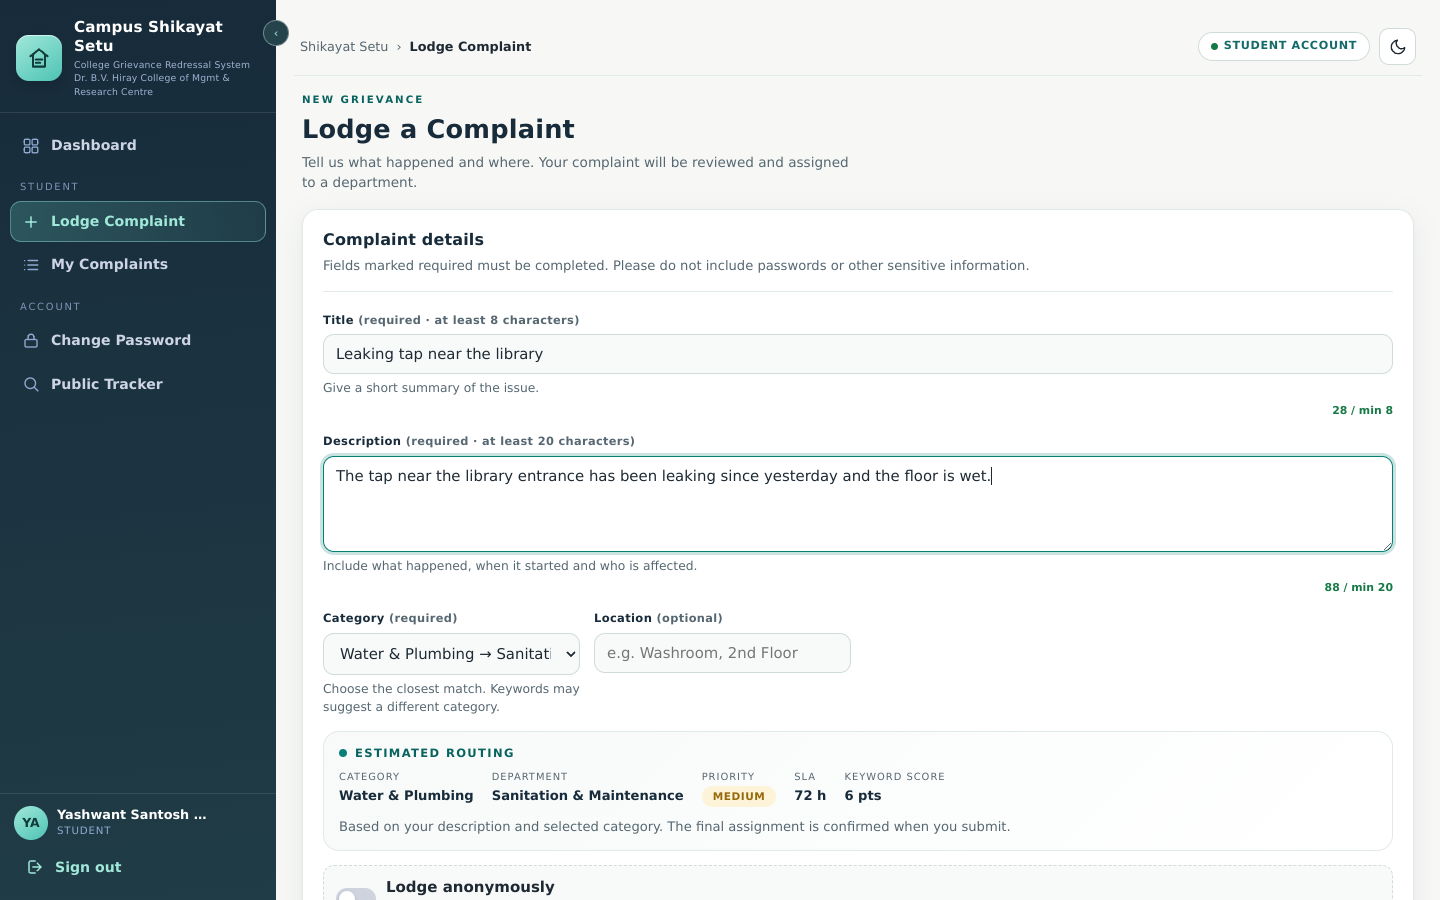 Campus Shikayat
Setu
College Grievance Redressal System
Dr. B.V. Hiray College of Mgmt &
Research Centre
Dashboard
STUDENT
Lodge Complaint
My Complaints
ACCOUNT
Change Password
Public Tracker
YA
Yashwant Santosh ...
STUDENT
Sign out
Shikayat Setu › Lodge Complaint
STUDENT ACCOUNT
NEW GRIEVANCE
Lodge a Complaint
Tell us what happened and where. Your complaint will be reviewed and assigned
to a department.
Complaint details
Fields marked required must be completed. Please do not include passwords or other sensitive information.
Title (required · at least 8 characters)
Leaking tap near the library
Give a short summary of the issue.
28 / min 8
Description (required · at least 20 characters)
The tap near the library entrance has been leaking since yesterday and the floor is wet.
Include what happened, when it started and who is affected.
88 / min 20
Category (required)
Water & Plumbing → Sanitati
Choose the closest match. Keywords may
suggest a different category.
Location (optional)
e.g. Washroom, 2nd Floor
ESTIMATED ROUTING
CATEGORY DEPARTMENT PRIORITY SLA KEYWORD SCORE
Water & Plumbing Sanitation & Maintenance MEDIUM 72 h 6 pts
Based on your description and selected category. The final assignment is confirmed when you submit.
Lodge anonymously